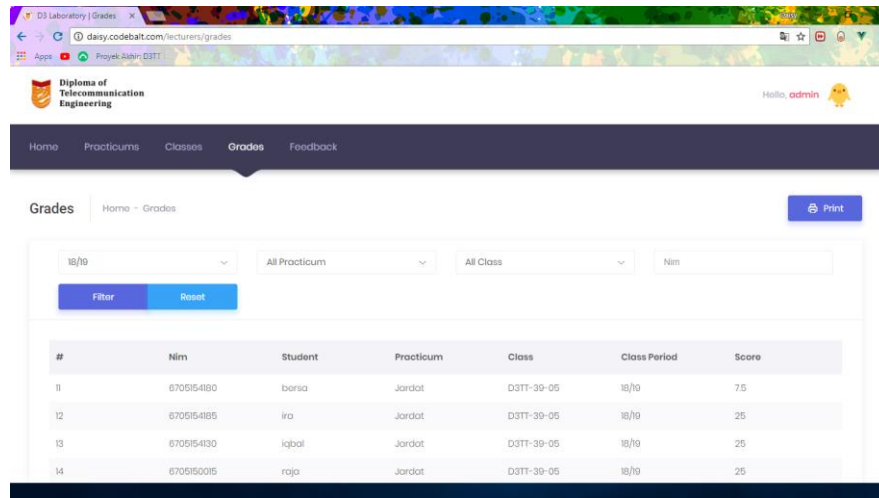 D3 Laboratory | Grades
daisy.codebalt.com/lecturers/grades
Apps Proyek Akhir: D3TT
Diploma of
Telecommunication
Engineering
Hello, admin
Home Practicums Classes Grades Feedback
Grades Home - Grades Print
18/19 All Practicum All Class Nim
Filter Reset
# Nim Student Practicum Class Class Period Score
11 6705154180 bersa Jardat D3TT-39-05 18/19 7.5
12 6705154185 ira Jardat D3TT-39-05 18/19 25
13 6705154130 iqbal Jardat D3TT-39-05 18/19 25
14 6705150015 raja Jardat D3TT-39-05 18/19 25